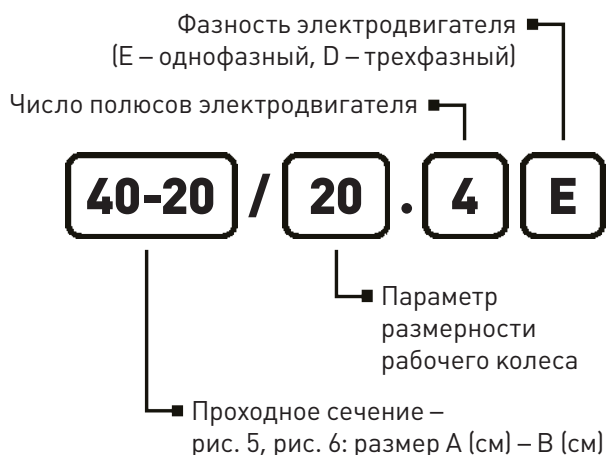 Фазность электродвигателя
(E – однофазный, D – трехфазный)
Число полюсов электродвигателя
40-20 / 20 . 4 E
Параметр
размерности
рабочего колеса
Проходное сечение –
рис. 5, рис. 6: размер А (см) – В (см)